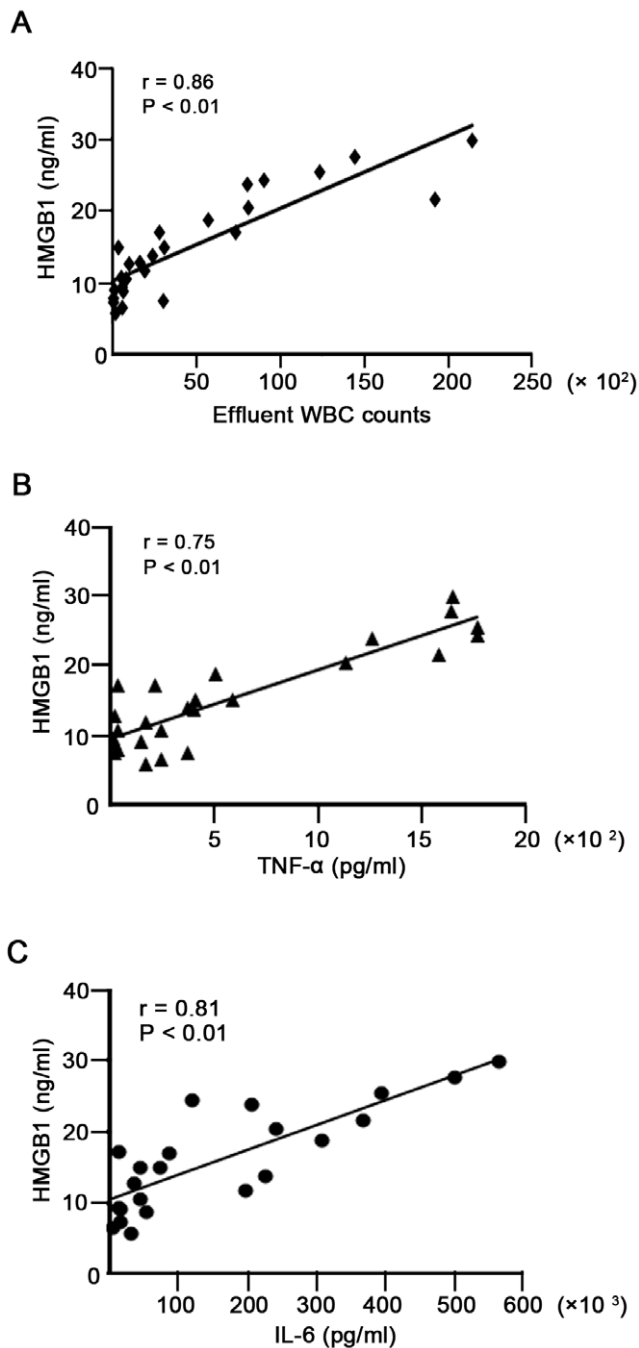 A
r = 0.86
P < 0.01
HMGB1 (ng/ml)
40
30
20
10
0
50 100 150 200 250 (× 10²)
Effluent WBC counts
B
r = 0.75
P < 0.01
HMGB1 (ng/ml)
40
30
20
10
0
5 10 15 20 (×10 ²)
TNF-α (pg/ml)
C
r = 0.81
P < 0.01
HMGB1 (ng/ml)
40
30
20
10
0
100 200 300 400 500 600 (×10 ³)
IL-6 (pg/ml)